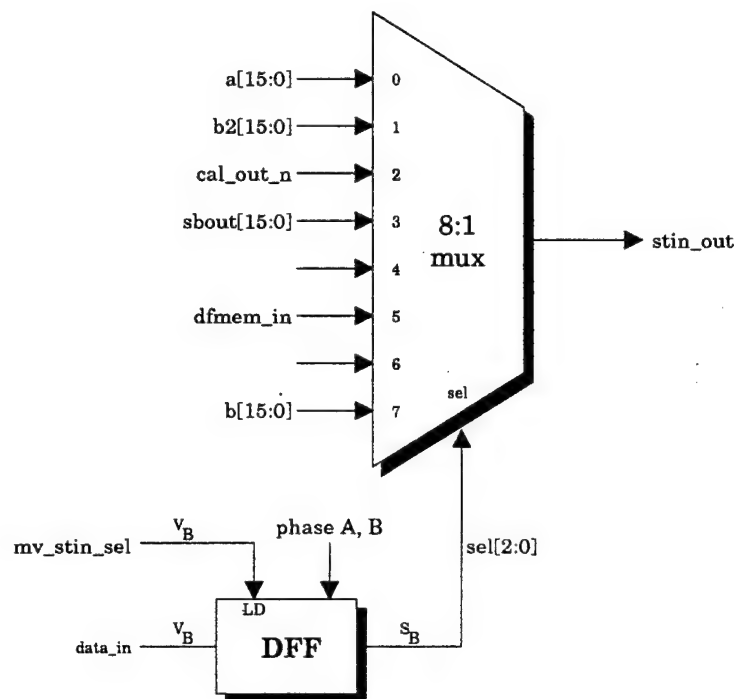 a[15:0] 0
b2[15:0] 1
cal_out_n 2
sbout[15:0] 3
8:1
mux
stin_out
4
dfmem_in 5
6
sel
b[15:0] 7
mv_stin_sel
V_B
phase A, B
sel[2:0]
LD
data_in
V_B
DFF
S_B